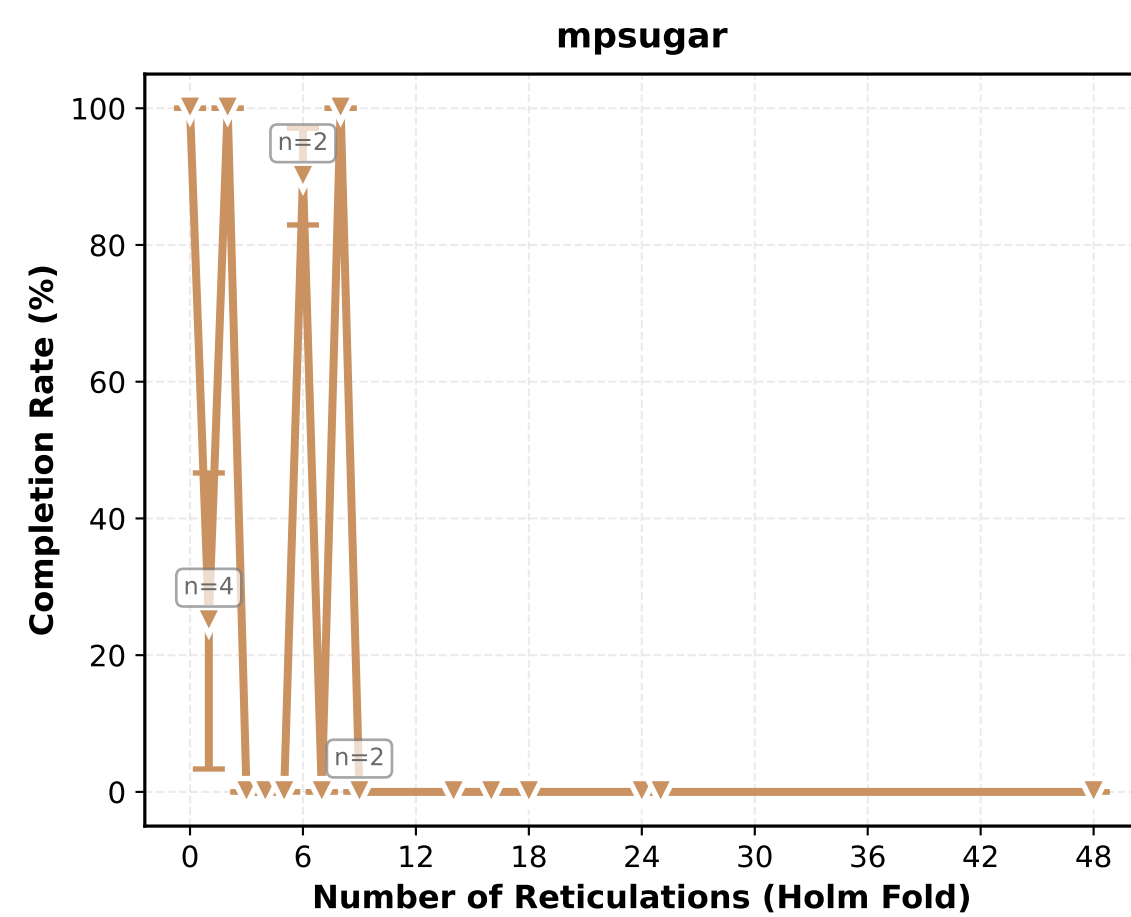 mpsugar
Completion Rate (%)
100
80
60
40
20
0
n=2
n=4
n=2
0 6 12 18 24 30 36 42 48
Number of Reticulations (Holm Fold)